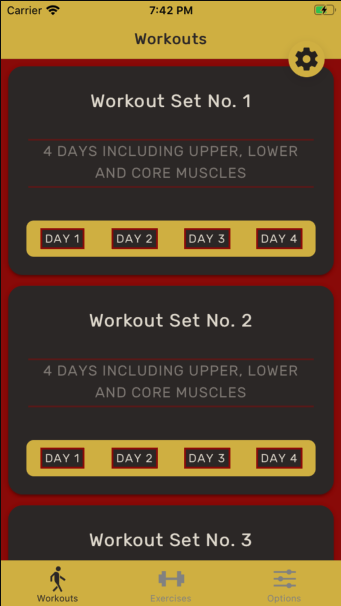 Carrier 7:42 PM
Workouts
Workout Set No. 1
4 DAYS INCLUDING UPPER, LOWER
AND CORE MUSCLES
DAY 1 DAY 2 DAY 3 DAY 4
Workout Set No. 2
4 DAYS INCLUDING UPPER, LOWER
AND CORE MUSCLES
DAY 1 DAY 2 DAY 3 DAY 4
Workout Set No. 3
Workouts Exercises Options